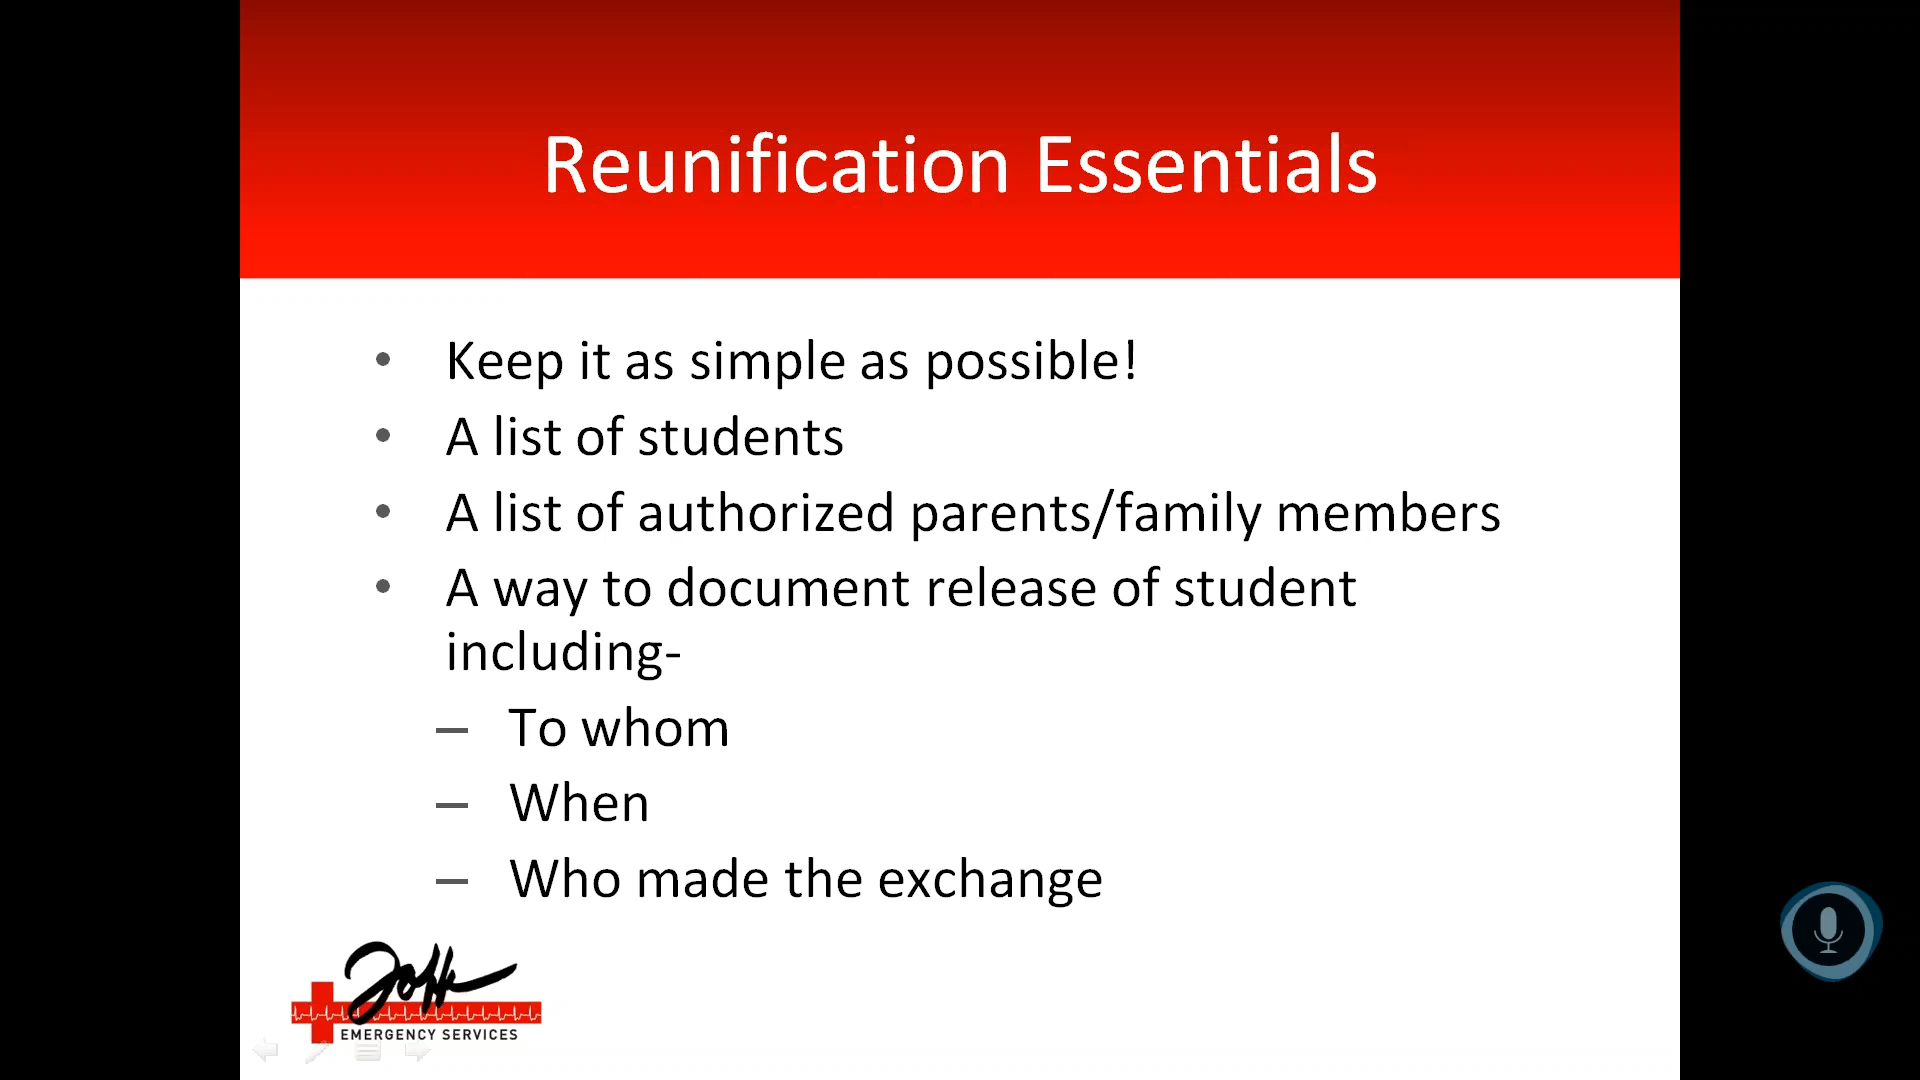 Reunification Essentials
• Keep it as simple as possible!
• A list of students
• A list of authorized parents/family members
• A way to document release of student
including-
– To whom
– When
– Who made the exchange
Joffe
EMERGENCY SERVICES